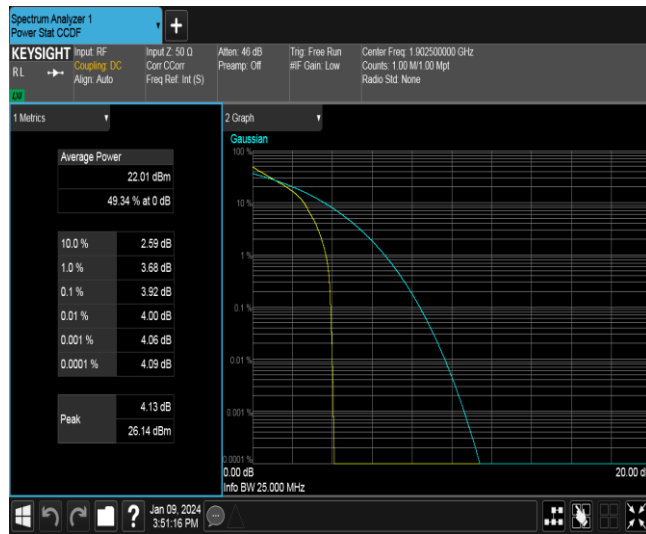 Spectrum Analyzer 1
Power Stat CCDF
+
KEYSIGHT
RL
Input: RF
Coupling: DC
Align: Auto
Input Z: 50 Ω
Corr CCorr
Freq Ref: Int (S)
Atten: 46 dB
Preamp: Off
Trig: Free Run
#IF Gain: Low
Center Freq: 1.902500000 GHz
Counts: 1.00 M/1.00 Mpt
Radio Std: None
1 Metrics
Average Power
22.01 dBm
49.34 % at 0 dB
10.0 % 2.59 dB
1.0 % 3.68 dB
0.1 % 3.92 dB
0.01 % 4.00 dB
0.001 % 4.06 dB
0.0001 % 4.09 dB
Peak
4.13 dB
26.14 dBm
2 Graph
Gaussian
100 %
10 %
1 %
0.1 %
0.01 %
0.001 %
0.0001 %
0.00 dB
20.00 d
Info BW 25.000 MHz
?
Jan 09, 2024
3:51:16 PM